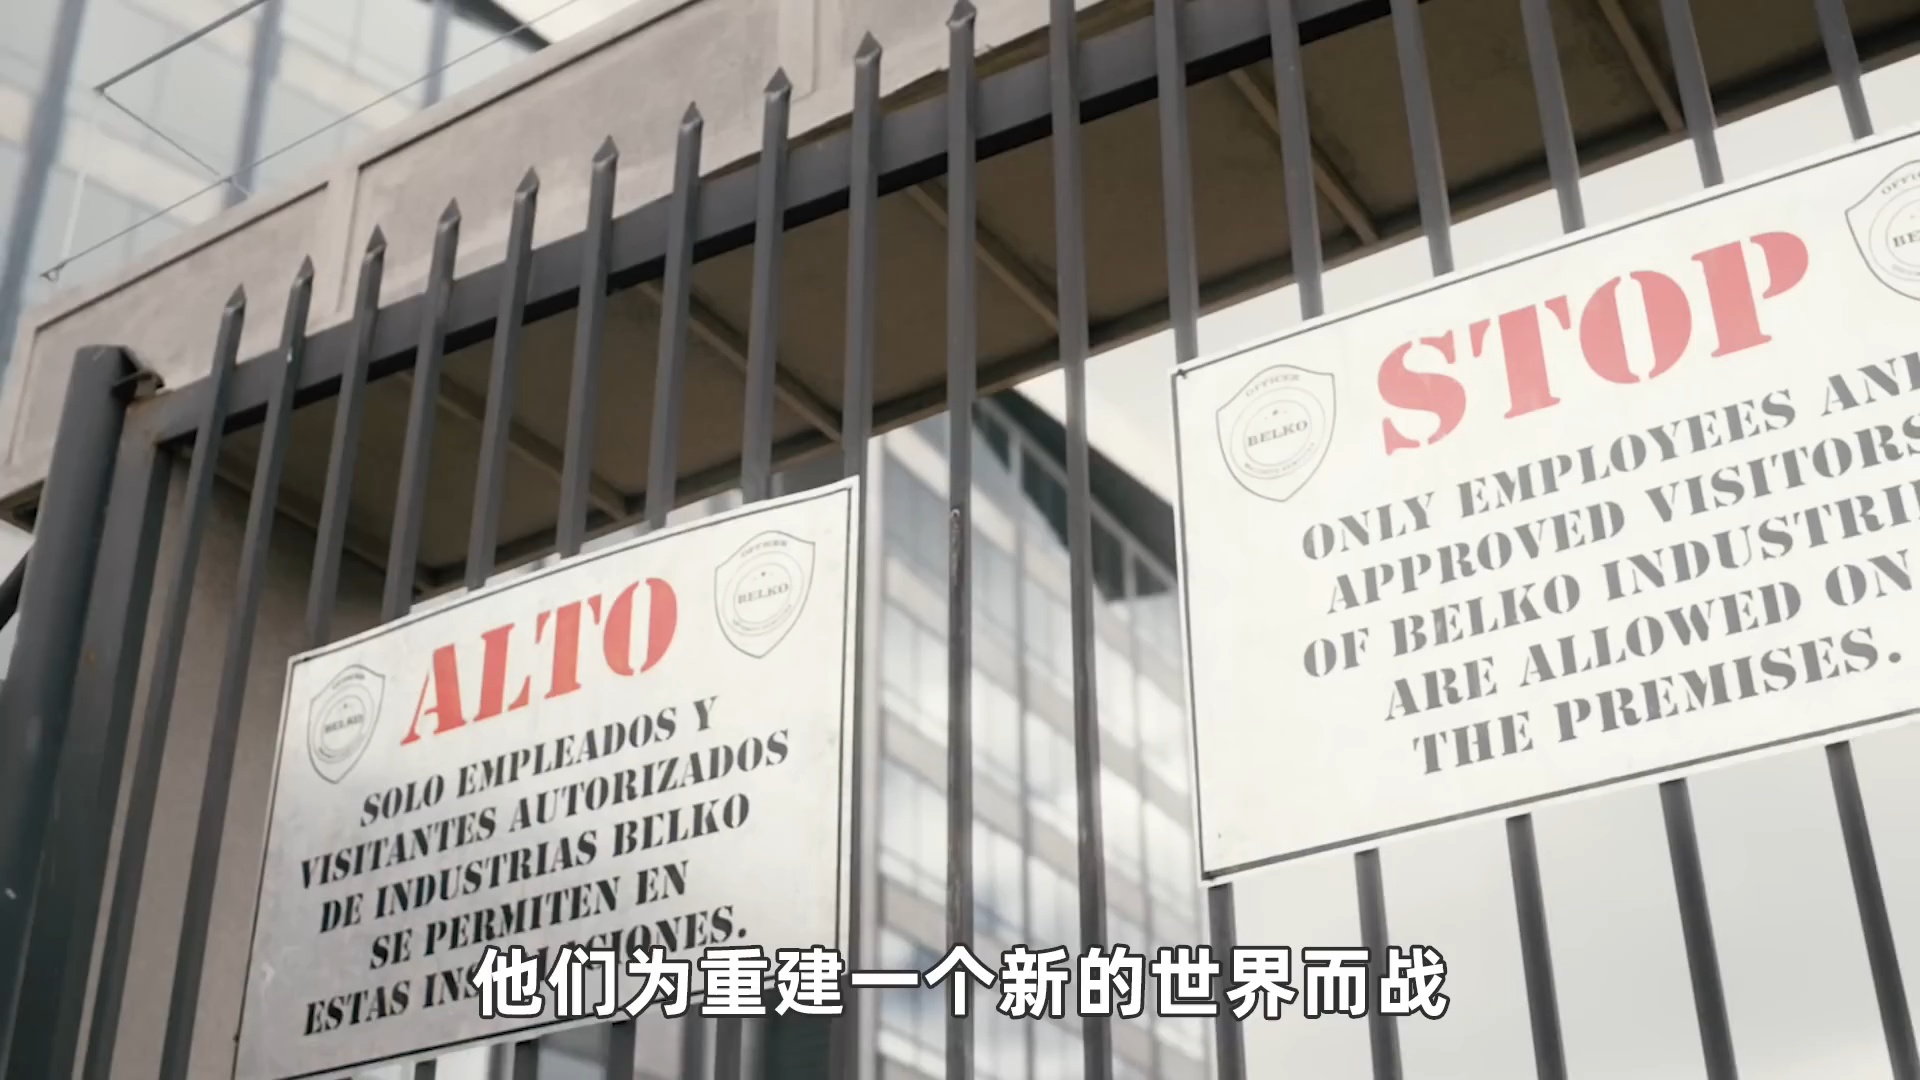 STOP
BELKO
ONLY EMPLOYEES AND
APPROVED VISITORS
OF BELKO
ARE ALLOWED ON
THE PREMISES.
ALTO
BELKO
BELKO
SOLO EMPLEADOS Y
VISITANTES AUTORIZADOS
DE INDUSTRIAS BELKO
SE PERMITEN EN
ESTAS
他们为重建一个新的世界而战